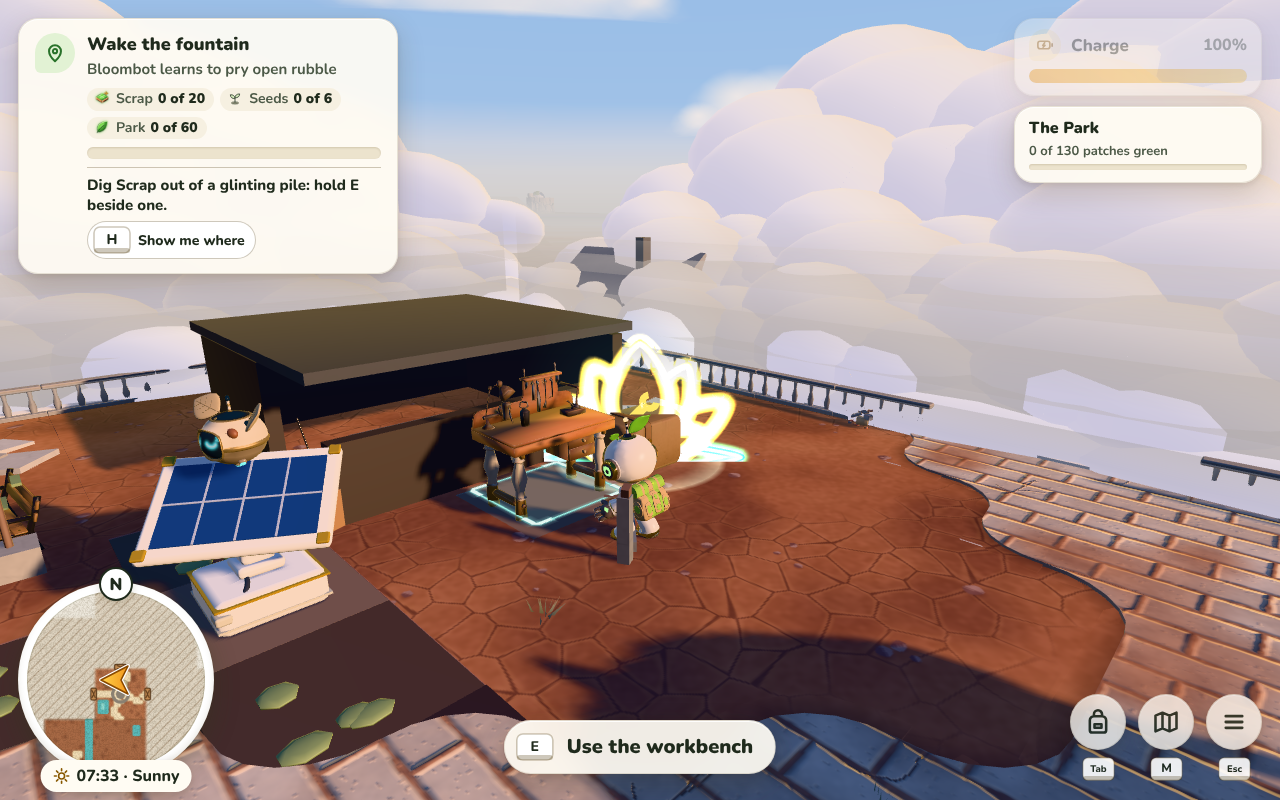 Wake the fountain
Bloombot learns to pry open rubble
Scrap 0 of 20 Seeds 0 of 6
Park 0 of 60
Dig Scrap out of a glinting pile: hold E
beside one.
H Show me where
Charge 100%
The Park
0 of 130 patches green
N
07:33 · Sunny
E Use the workbench
Tab M Esc